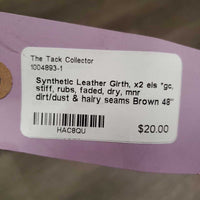 The Tack Collector
1004893-1
Synthetic Leather Girth, x2 els *gc,
stiff, rubs, faded, dry, mnr
dirt/dust & hairy seams Brown 48"
HAC8QU
$20.00